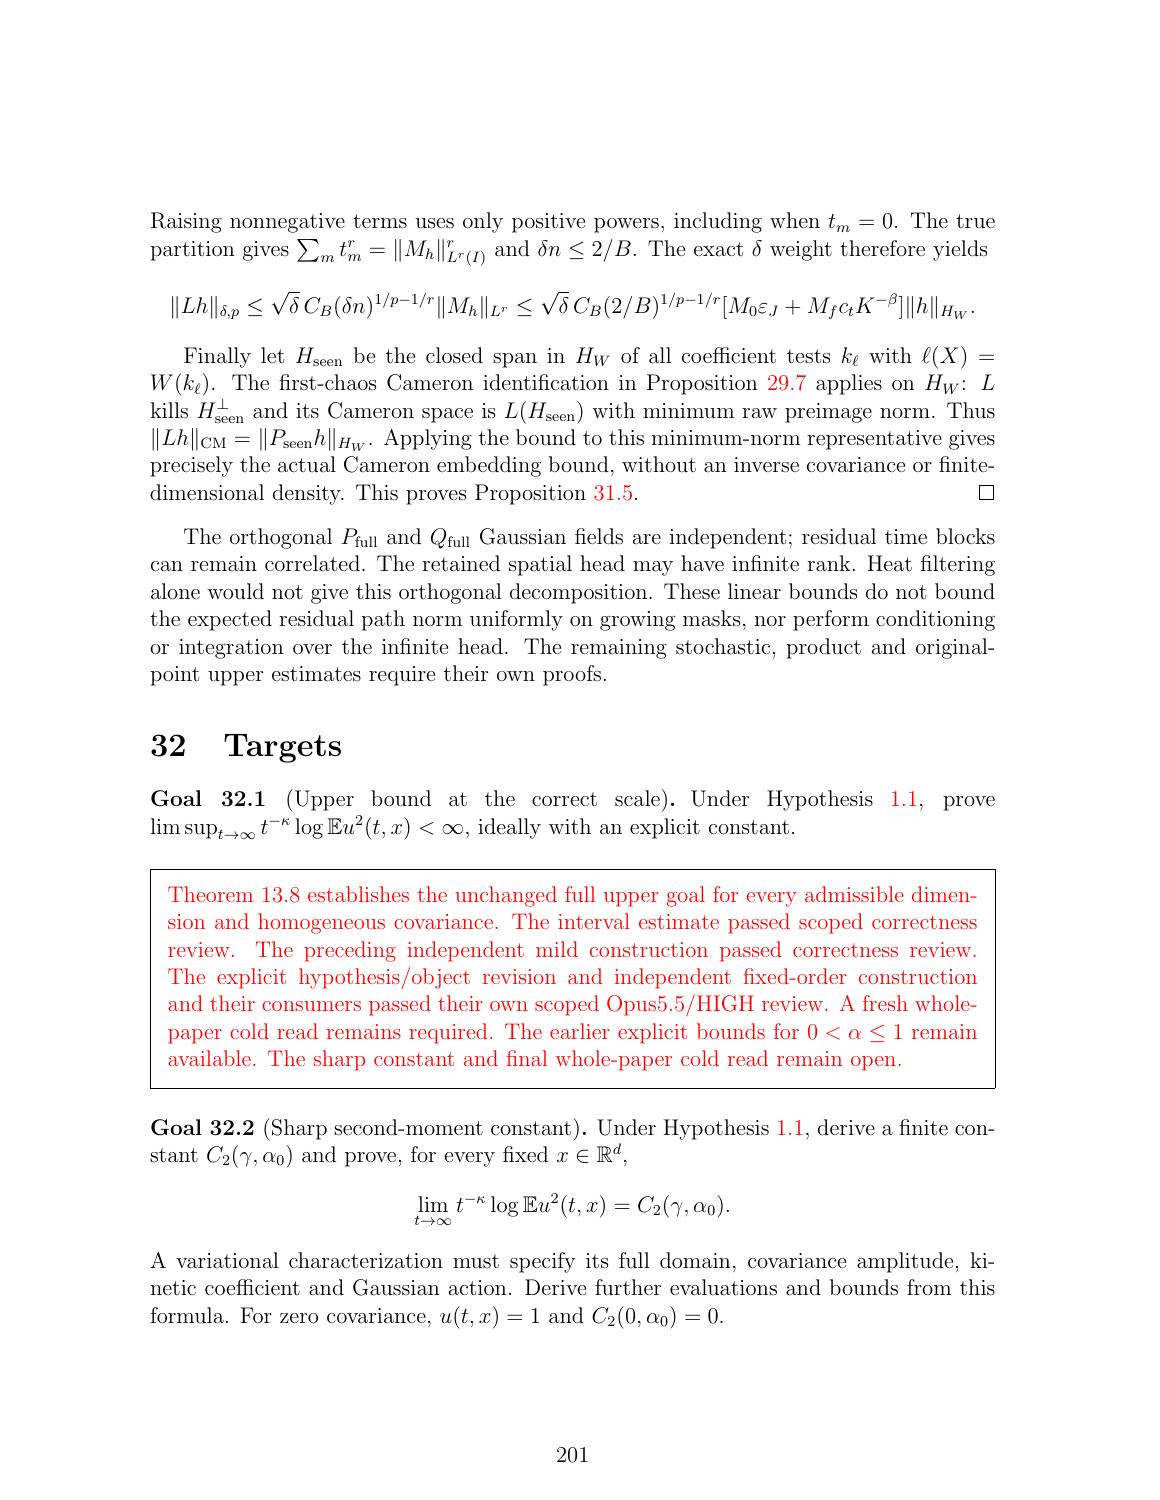 Raising nonnegative terms uses only positive powers, including when $t_m = 0$. The true
partition gives $\sum_m t_m^r = \|M_h\|_{L^r(I)}^r$ and $\delta n \leq 2/B$. The exact $\delta$ weight therefore yields
$\|Lh\|_{\delta,p} \leq \sqrt{\delta}\, C_B(\delta n)^{1/p-1/r}\|M_h\|_{L^r} \leq \sqrt{\delta}\, C_B(2/B)^{1/p-1/r}[M_0\varepsilon_J + M_f c_t K^{-\beta}]\|h\|_{H_W}.$
Finally let $H_{\text{seen}}$ be the closed span in $H_W$ of all coefficient tests $k_\ell$ with $\ell(X) =$
$W(k_\ell)$. The first-chaos Cameron identification in Proposition 29.7 applies on $H_W$: $L$
kills $H_{\text{seen}}^\perp$ and its Cameron space is $L(H_{\text{seen}})$ with minimum raw preimage norm. Thus
$\|Lh\|_{\text{CM}} = \|P_{\text{seen}}h\|_{H_W}$. Applying the bound to this minimum-norm representative gives
precisely the actual Cameron embedding bound, without an inverse covariance or finite-
dimensional density. This proves Proposition 31.5. □
The orthogonal $P_{\text{full}}$ and $Q_{\text{full}}$ Gaussian fields are independent; residual time blocks
can remain correlated. The retained spatial head may have infinite rank. Heat filtering
alone would not give this orthogonal decomposition. These linear bounds do not bound
the expected residual path norm uniformly on growing masks, nor perform conditioning
or integration over the infinite head. The remaining stochastic, product and original-
point upper estimates require their own proofs.
32 Targets
Goal 32.1 (Upper bound at the correct scale). Under Hypothesis 1.1, prove
$\limsup_{t\to\infty} t^{-\kappa} \log \mathbb{E}u^2(t, x) < \infty$, ideally with an explicit constant.
Theorem 13.8 establishes the unchanged full upper goal for every admissible dimen-
sion and homogeneous covariance. The interval estimate passed scoped correctness
review. The preceding independent mild construction passed correctness review.
The explicit hypothesis/object revision and independent fixed-order construction
and their consumers passed their own scoped Opus5.5/HIGH review. A fresh whole-
paper cold read remains required. The earlier explicit bounds for $0 < \alpha \leq 1$ remain
available. The sharp constant and final whole-paper cold read remain open.
Goal 32.2 (Sharp second-moment constant). Under Hypothesis 1.1, derive a finite con-
stant $C_2(\gamma, \alpha_0)$ and prove, for every fixed $x \in \mathbb{R}^d$,
$\lim_{t\to\infty} t^{-\kappa} \log \mathbb{E}u^2(t, x) = C_2(\gamma, \alpha_0).$
A variational characterization must specify its full domain, covariance amplitude, ki-
netic coefficient and Gaussian action. Derive further evaluations and bounds from this
formula. For zero covariance, $u(t, x) = 1$ and $C_2(0, \alpha_0) = 0$.
201